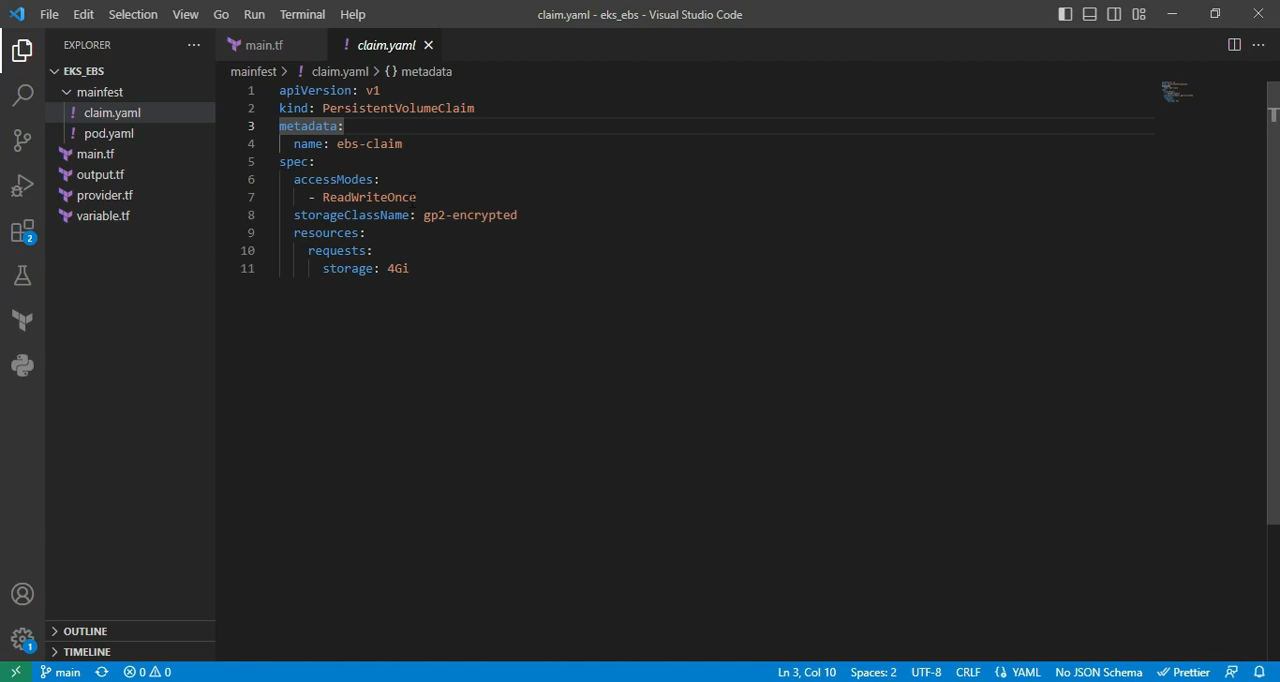 File Edit Selection View Go Run Terminal Help
claim.yaml - eks_ebs - Visual Studio Code
EXPLORER
EKS_EBS
mainfest
! claim.yaml
! pod.yaml
main.tf
output.tf
provider.tf
variable.tf
OUTLINE
TIMELINE
2
1
main.tf
! claim.yaml
mainfest > ! claim.yaml > {} metadata
1 apiVersion: v1
2 kind: PersistentVolumeClaim
3 metadata:
4 name: ebs-claim
5 spec:
6 accessModes:
7 - ReadWriteOnce
8 storageClassName: gp2-encrypted
9 resources:
10 requests:
11 storage: 4Gi
main 0 0 Ln 3, Col 10 Spaces: 2 UTF-8 CRLF {} YAML No JSON Schema Prettier